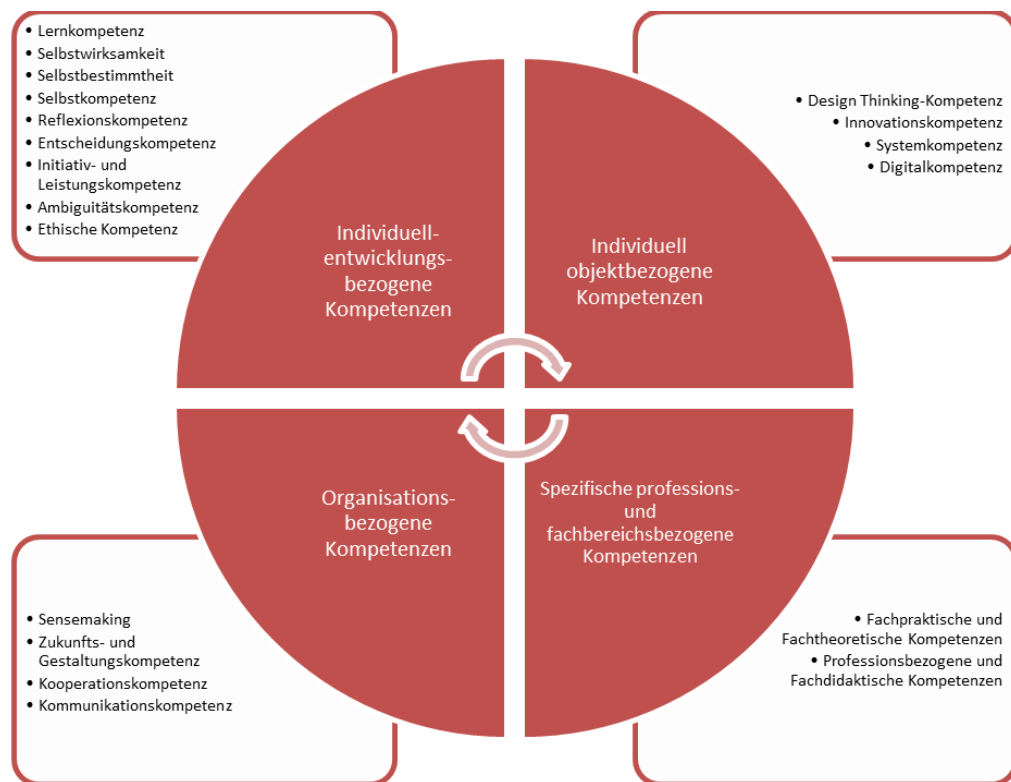 • Lernkompetenz
• Selbstwirksamkeit
• Selbstbestimmtheit
• Selbstkompetenz
• Reflexionskompetenz
• Entscheidungskompetenz
• Initiativ- und
Leistungskompetenz
• Ambiguitätskompetenz
• Ethische Kompetenz
• Design Thinking-Kompetenz
• Innovationskompetenz
• Systemkompetenz
• Digitalkompetenz
Individuell-
entwicklungs-
bezogene
Kompetenzen
Individuell
objektbezogene
Kompetenzen
Organisations-
bezogene
Kompetenzen
Spezifische professions-
und
fachbereichsbezogene
Kompetenzen
• Sensemaking
• Zukunfts- und
Gestaltungskompetenz
• Kooperationskompetenz
• Kommunikationskompetenz
• Fachpraktische und
Fachtheoretische Kompetenzen
• Professionsbezogene und
Fachdidaktische Kompetenzen